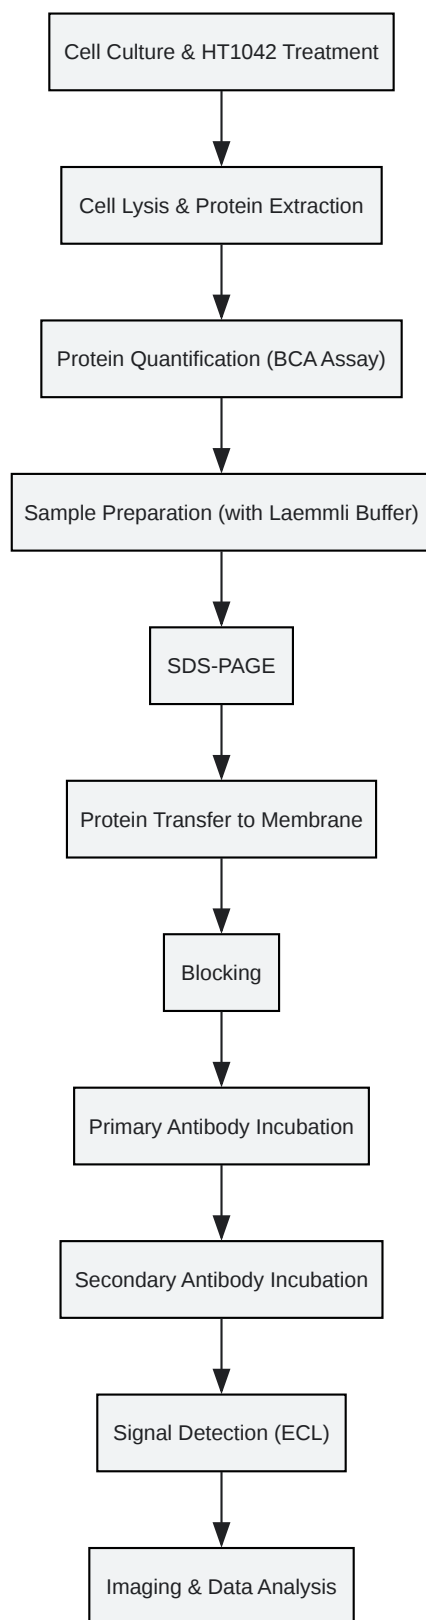 Cell Culture & HT1042 Treatment
Cell Lysis & Protein Extraction
Protein Quantification (BCA Assay)
Sample Preparation (with Laemmli Buffer)
SDS-PAGE
Protein Transfer to Membrane
Blocking
Primary Antibody Incubation
Secondary Antibody Incubation
Signal Detection (ECL)
Imaging & Data Analysis